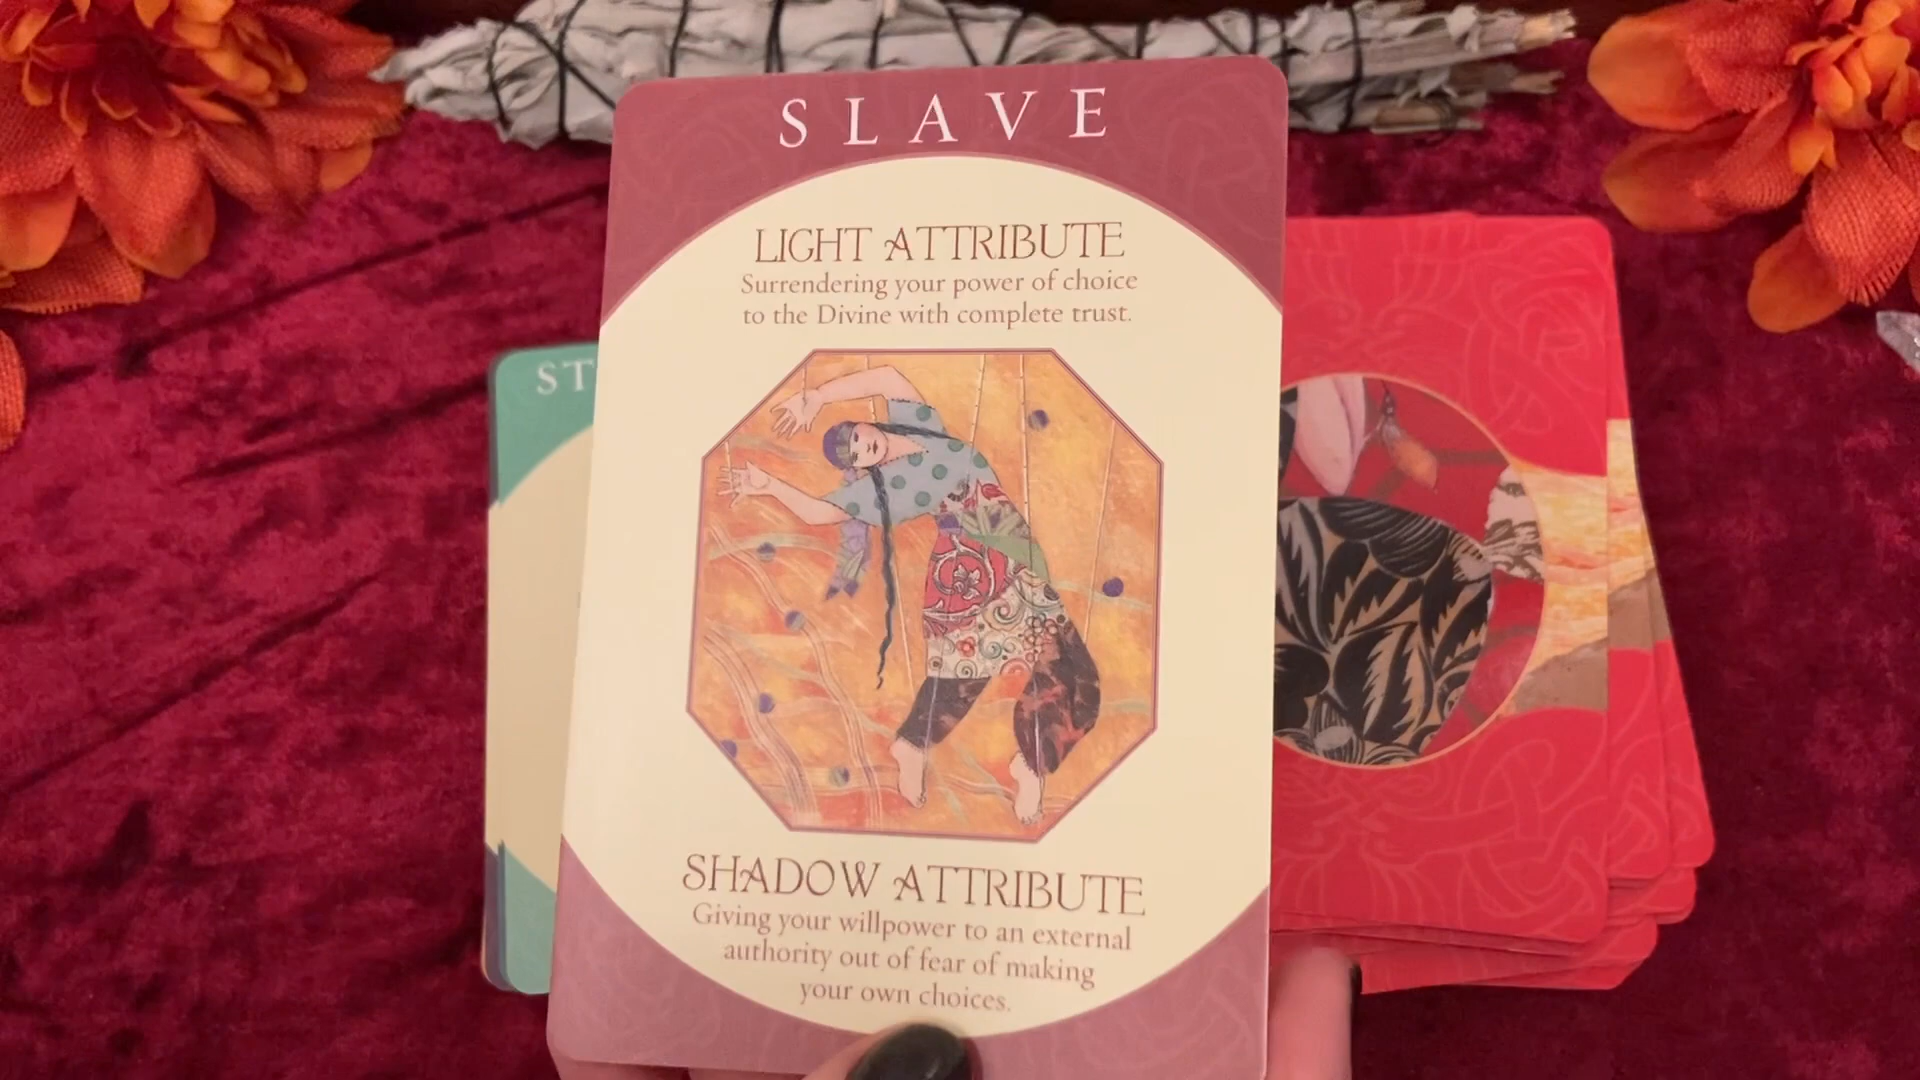 SLAVE
LIGHT ATTRIBUTE
Surrendering your power of choice
to the Divine with complete trust.
ST
SHADOW ATTRIBUTE
Giving your willpower to an external
authority out of fear of making
your own choices.